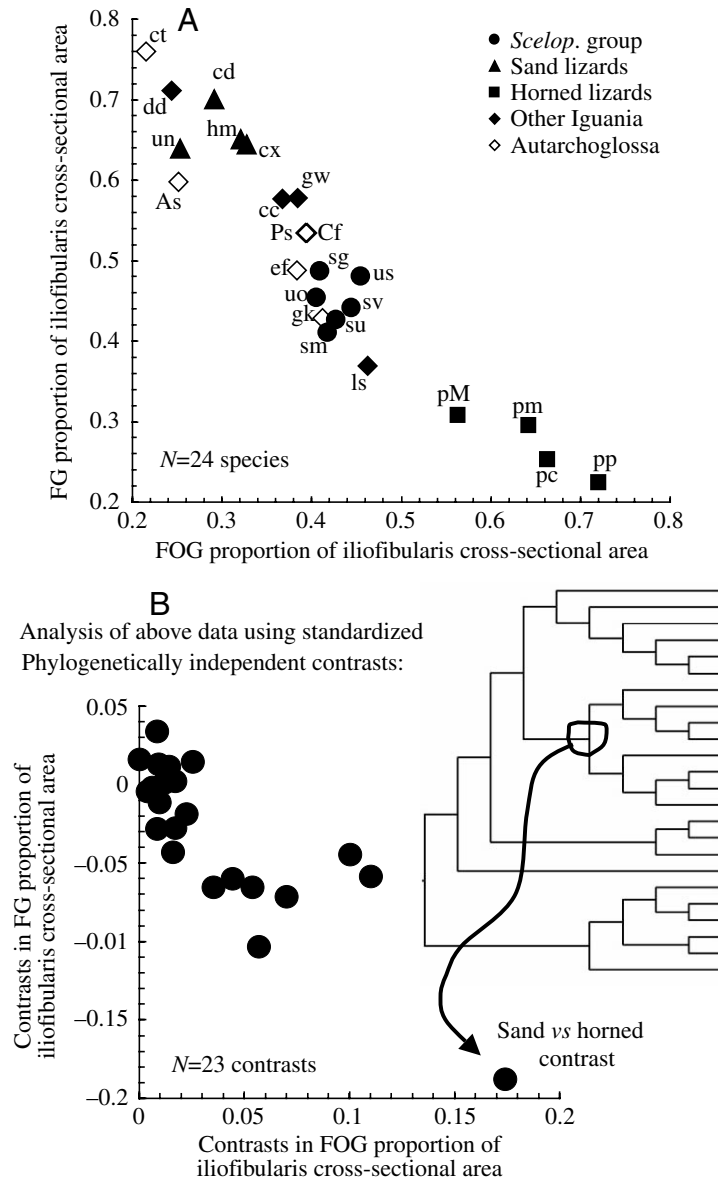 A
FG proportion of iliofibularis cross-sectional area
0.8
0.7
0.6
0.5
0.4
0.3
0.2
ct
cd
dd
un
hm
cx
As
gw
cc
Ps
Cf
ef
sg
us
uo
sv
gk
su
sm
ls
pM
pm
pc
pp
Scelop. group
Sand lizards
Horned lizards
Other Iguania
Autarchoglossa
N=24 species
0.2
0.3
0.4
0.5
0.6
0.7
0.8
FOG proportion of iliofibularis cross-sectional area
B
Analysis of above data using standardized
Phylogenetically independent contrasts:
Contrasts in FG proportion of
iliofibularis cross-sectional area
0.05
0
–0.05
–0.01
–0.15
–0.2
N=23 contrasts
Sand vs horned
contrast
0
0.05
0.1
0.15
0.2
Contrasts in FOG proportion of
iliofibularis cross-sectional area